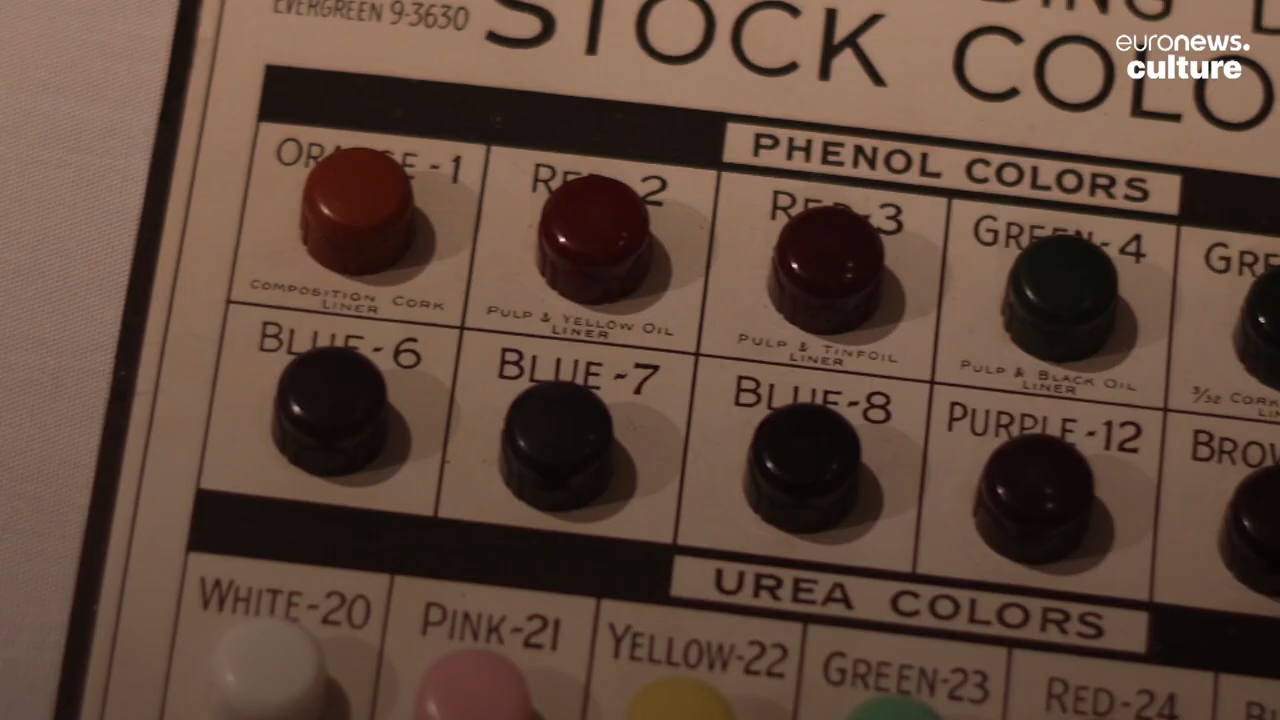 EVERGREEN 9-3630
STOCK
euronews.
culture
PHENOL COLORS
RED-3
GREEN-4
COMPOSITION CORK
LINER
PULP & YELLOW OIL
LINER
PULP & TINFOIL
LINER
PULP & BLACK OIL
LINER
BLUE-6
BLUE-7
BLUE-8
PURPLE-12
UREA COLORS
WHITE-20
PINK-21
YELLOW-22
GREEN-23
RED-24